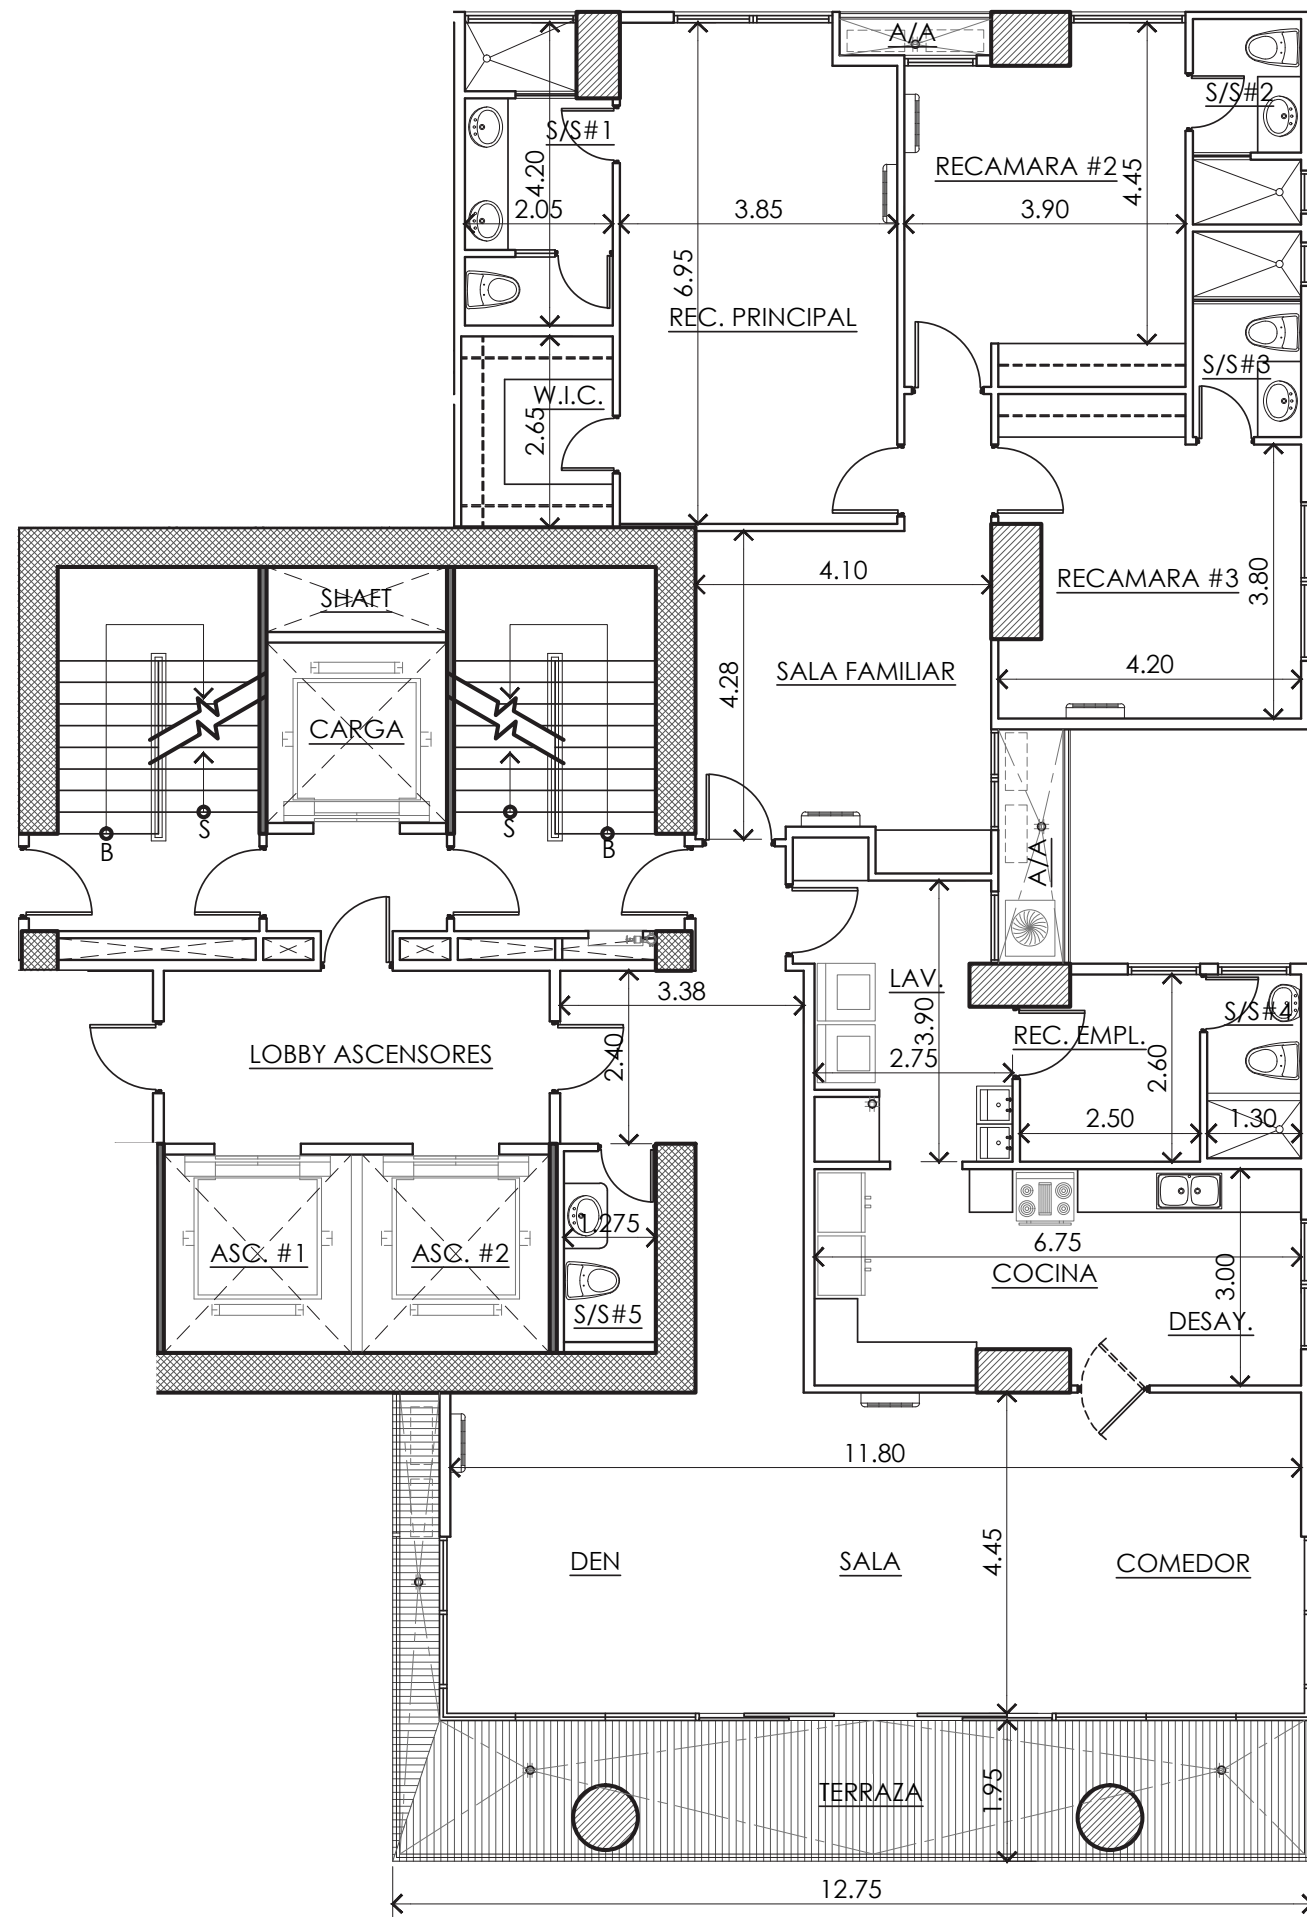 A/A
S/S#2
S/S#1
4.20
RECAMARA #2
4.45
2.05
3.85
3.90
6.95
REC. PRINCIPAL
S/S#3
W.I.C.
2.65
4.10
RECAMARA #3
3.80
SHAFT
4.28
SALA FAMILIAR
4.20
CARGA
S
S
B
B
A/A
LAV.
3.38
3.90
S/S#4
REC. EMPL.
LOBBY ASCENSORES
2.40
2.75
2.60
2.50
1.30
1.275
ASC. #1
ASC. #2
6.75
COCINA
3.00
S/S#5
DESAY.
11.80
4.45
DEN
SALA
COMEDOR
TERRAZA
1.95
12.75